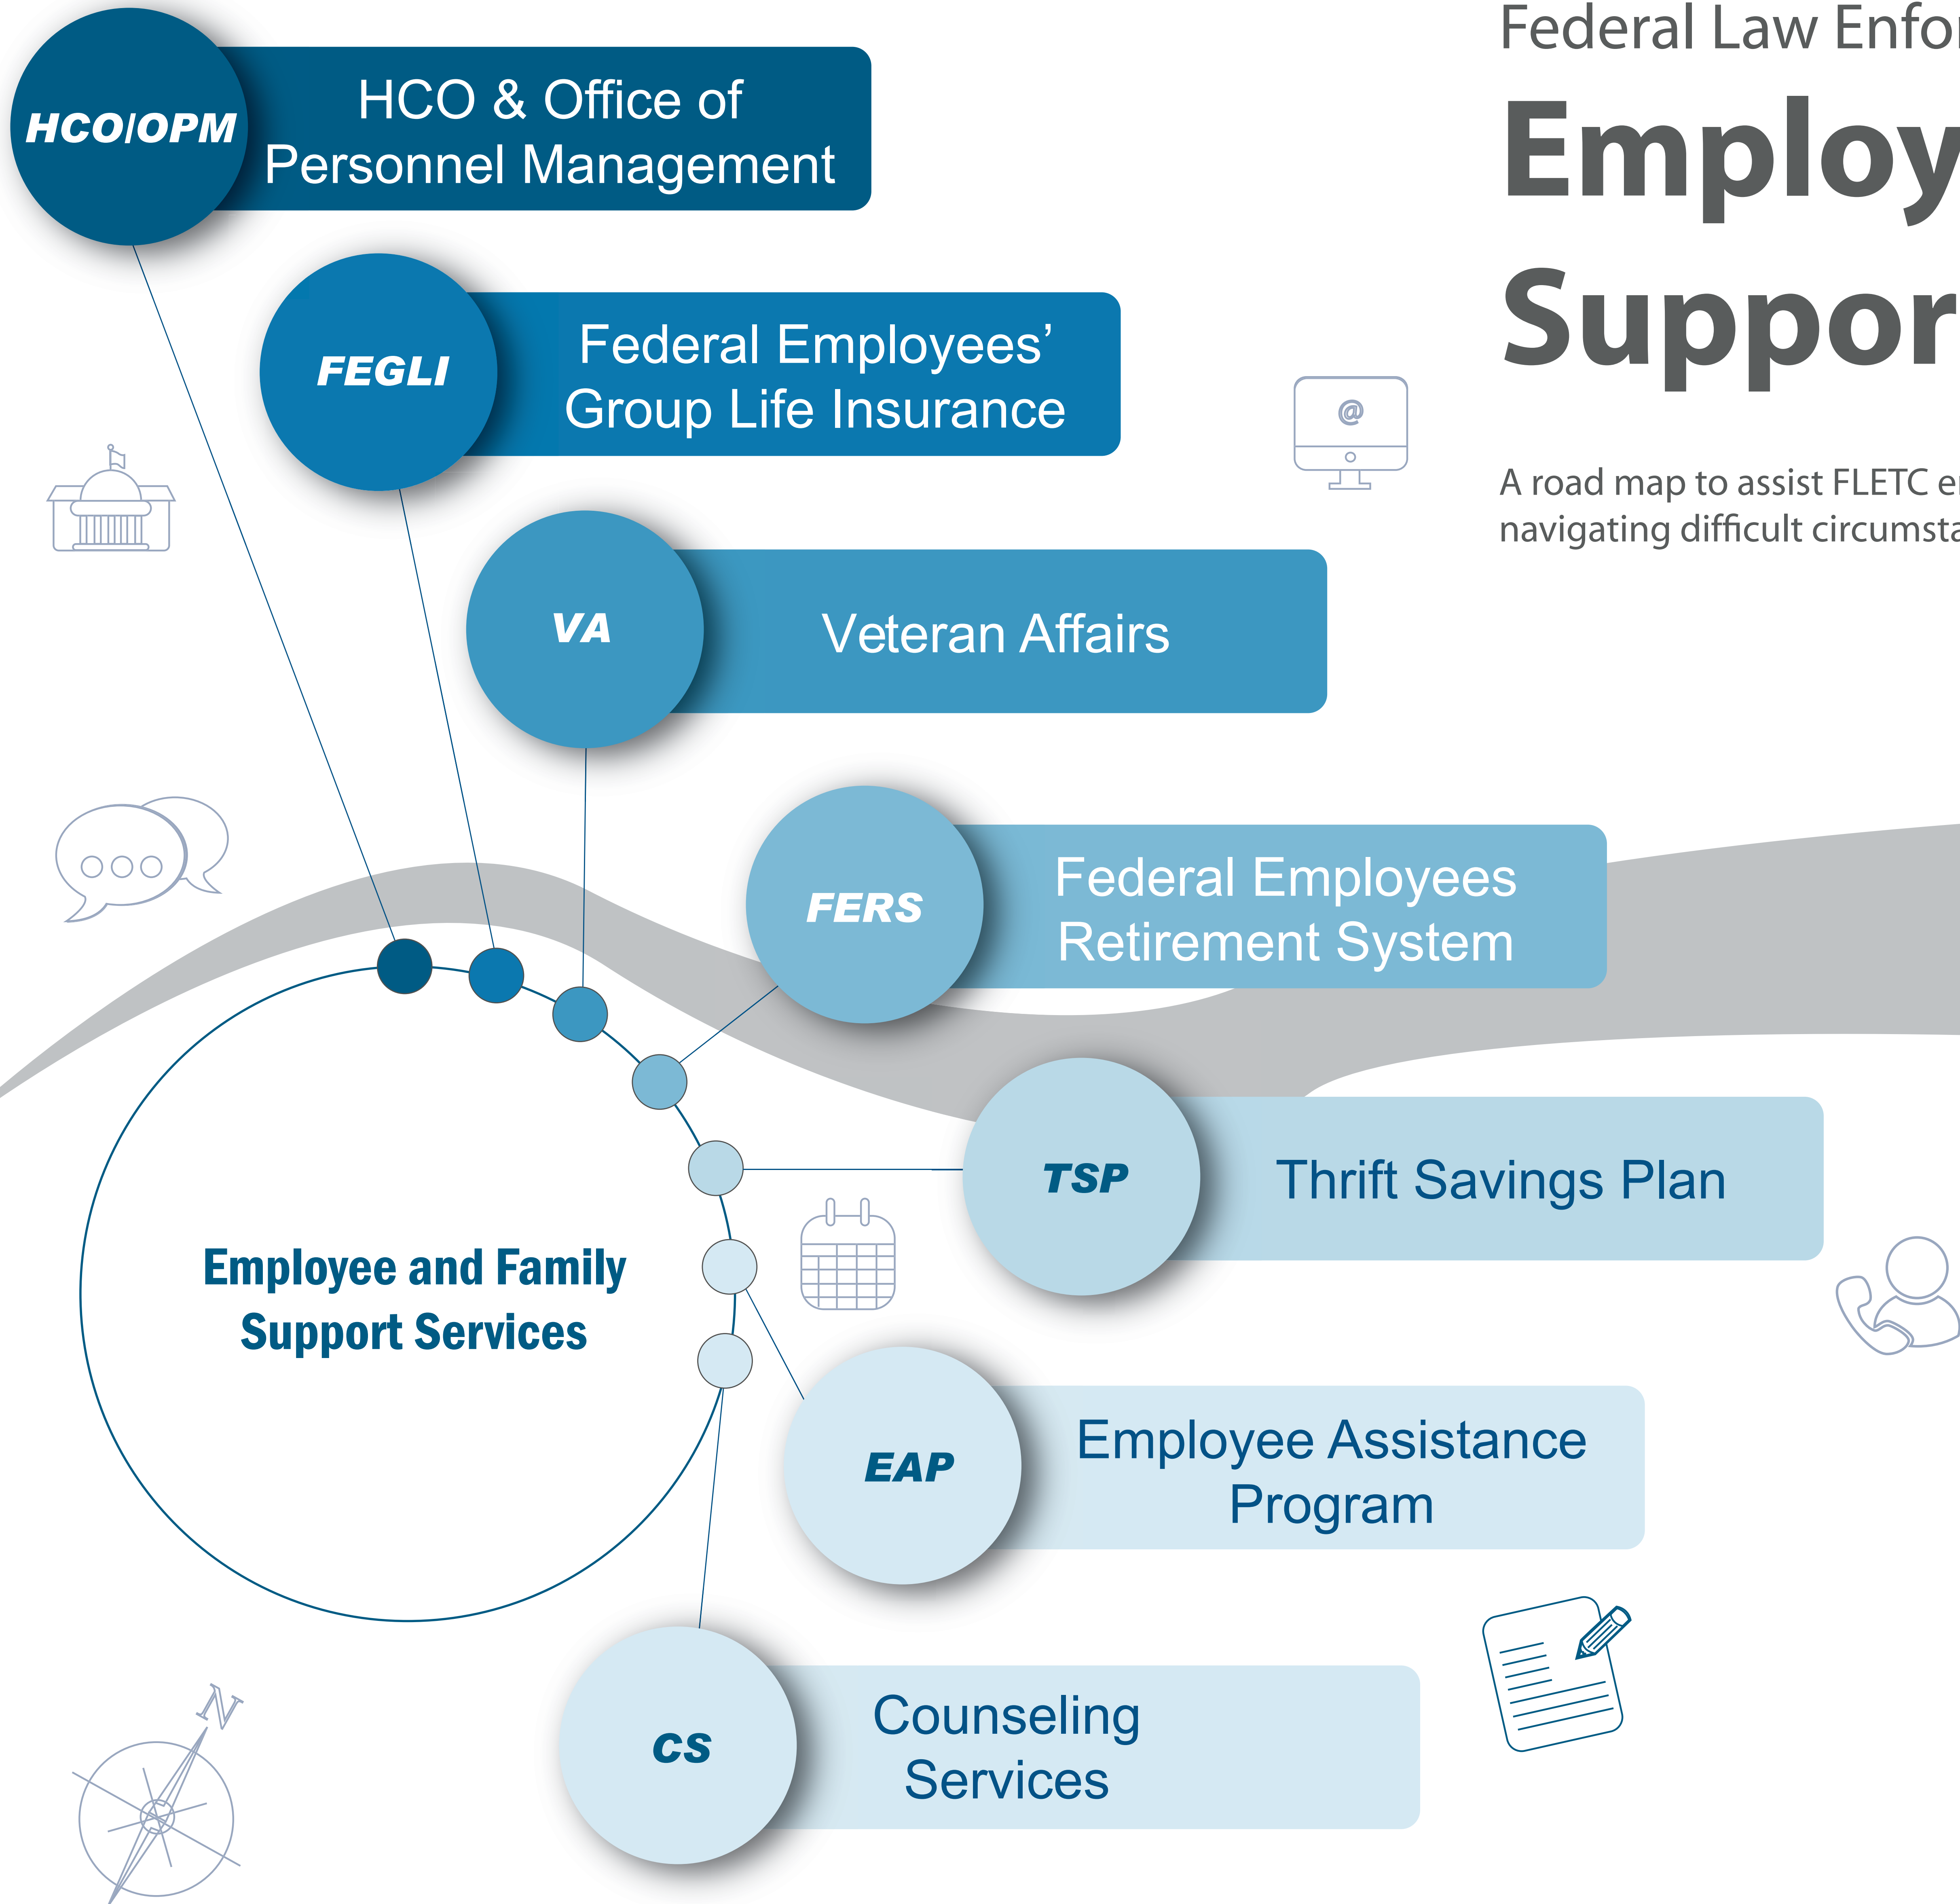 Federal Law Enfo
Employ
Suppor
A road map to assist FLETC e
navigating difficult circumsta
HCO/OPM
HCO & Office of
Personnel Management
FEGLI
Federal Employees’
Group Life Insurance
@
VA
Veteran Affairs
FERS
Federal Employees
Retirement System
TSP
Thrift Savings Plan
Employee and Family
Support Services
EAP
Employee Assistance
Program
CS
Counseling
Services
N